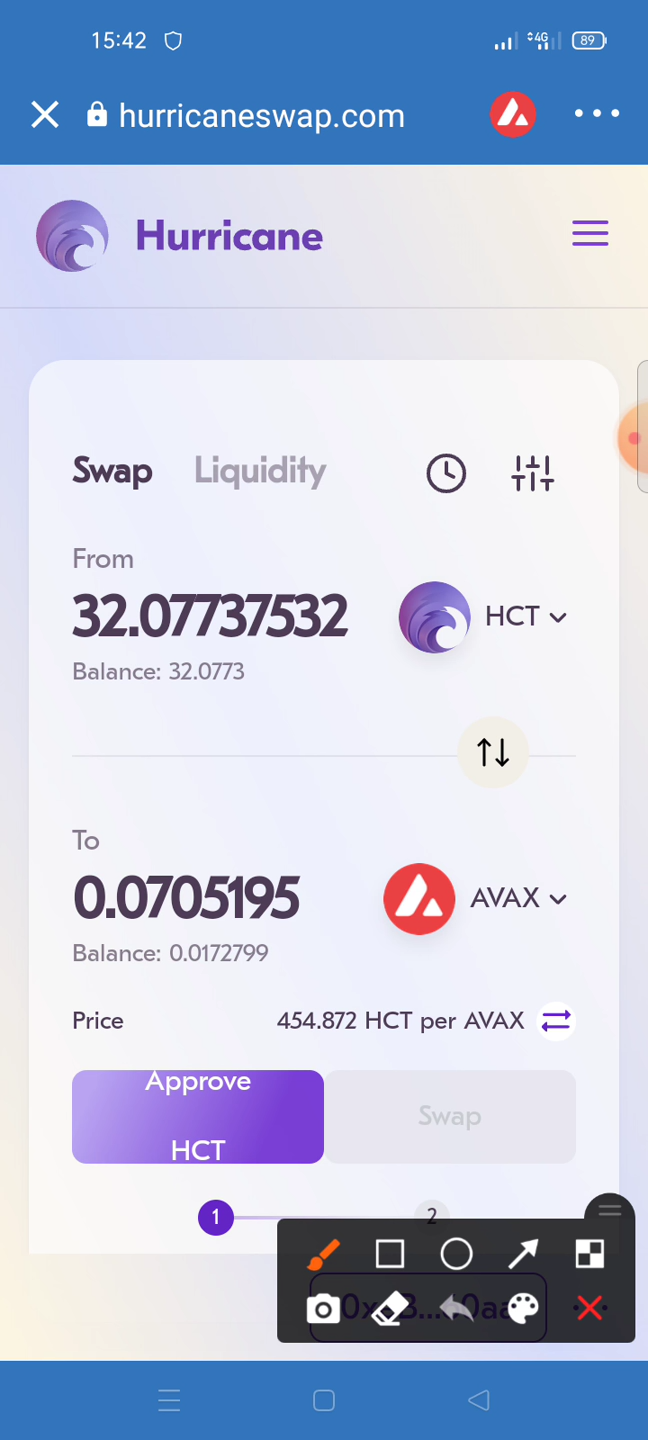 15:42
4G
89
hurricaneswap.com
Hurricane
Swap Liquidity
From
32.07737532
HCT
Balance: 32.0773
To
0.0705195
AVAX
Balance: 0.0172799
Price 454.872 HCT per AVAX
Approve
HCT
Swap
1
2